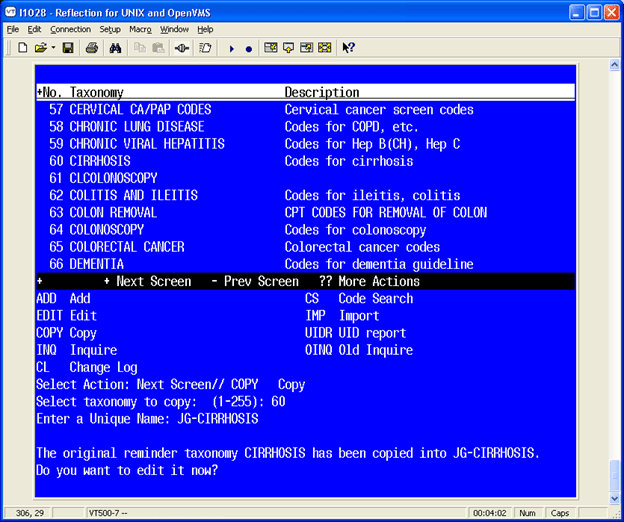 I1028 - Reflection for UNIX and OpenVMS
File Edit Connection Setup Macro Window Help
+No. Taxonomy Description
57 CERVICAL CA/PAP CODES Cervical cancer screen codes
58 CHRONIC LUNG DISEASE Codes for COPD, etc.
59 CHRONIC VIRAL HEPATITIS Codes for Hep B(CH), Hep C
60 CIRRHOSIS Codes for cirrhosis
61 CLCOLONOSCOPY
62 COLITIS AND ILEITIS Codes for ileitis, colitis
63 COLON REMOVAL CPT CODES FOR REMOVAL OF COLON
64 COLONOSCOPY Codes for colonoscopy
65 COLORECTAL CANCER Colorectal cancer codes
66 DEMENTIA Codes for dementia guideline
+ + Next Screen - Prev Screen ?? More Actions
ADD Add CS Code Search
EDIT Edit IMP Import
COPY Copy UIDR UID report
INQ Inquire OINQ Old Inquire
CL Change Log
Select Action: Next Screen// COPY Copy
Select taxonomy to copy: (1-255): 60
Enter a Unique Name: JG-CIRRHOSIS
The original reminder taxonomy CIRRHOSIS has been copied into JG-CIRRHOSIS.
Do you want to edit it now?
306, 29 VT500-7 -- 00:04:02 Num Caps